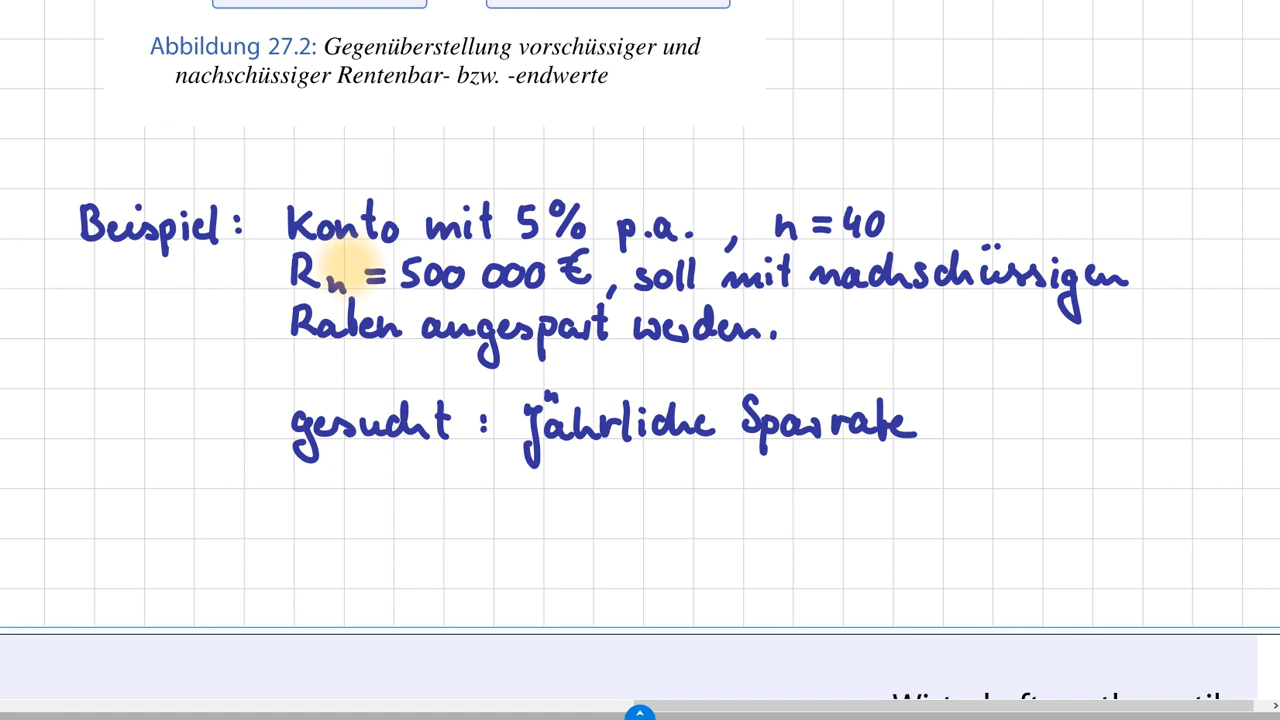 Abbildung 27.2: Gegenüberstellung vorschüssiger und
nachschüssiger Rentenbar- bzw. -endwerte
Beispiel: Konto mit 5% p.a., n = 40
Rn = 500 000 €, soll mit nachschüssigen
Raten angespart werden.
gesucht: jährliche Sparrate